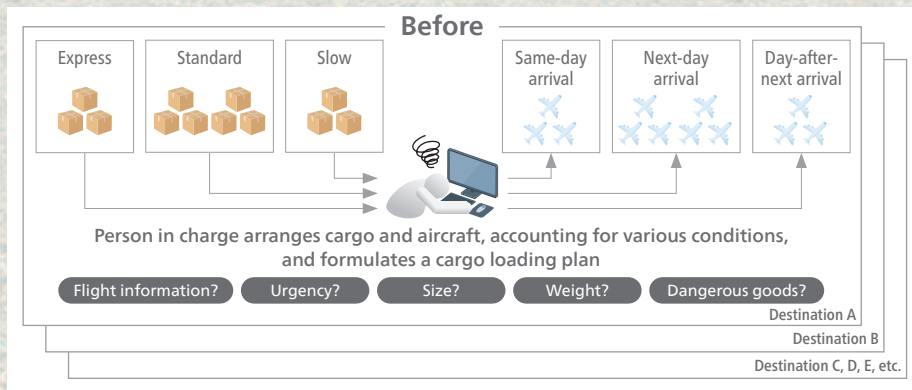 Before
Express
Standard
Slow
Same-day
arrival
Next-day
arrival
Day-after-
next arrival
Person in charge arranges cargo and aircraft, accounting for various conditions,
and formulates a cargo loading plan
Flight information?
Urgency?
Size?
Weight?
Dangerous goods?
Destination A
Destination B
Destination C, D, E, etc.